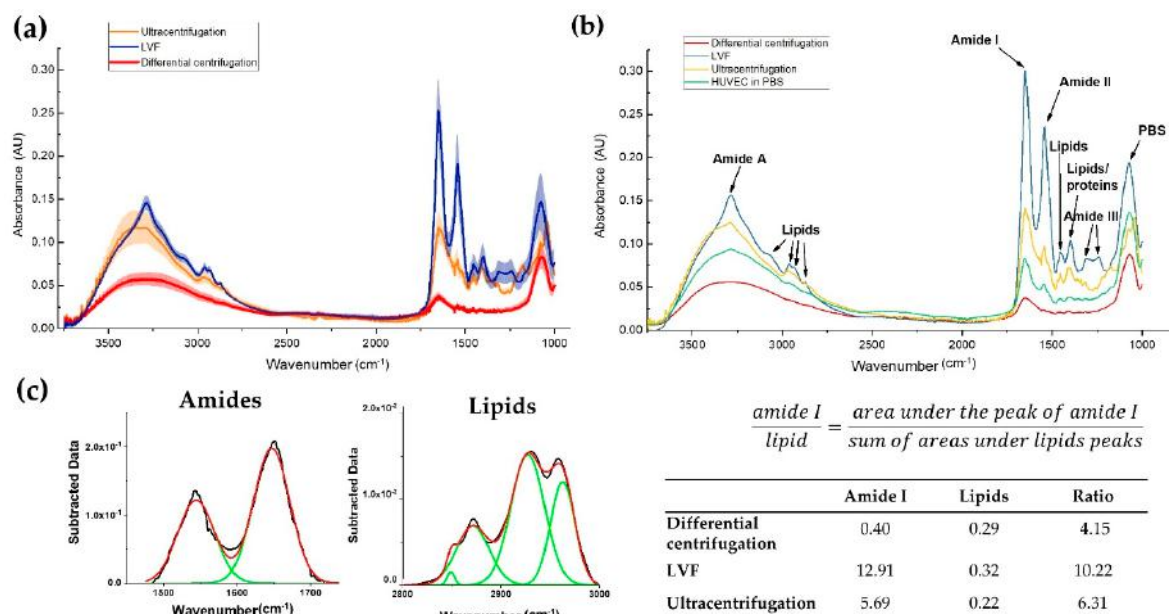 (a)
Ultracentrifugation
LVF
Differential centrifugation
0.30
0.25
0.20
0.15
0.10
0.05
0.00
Absorbance (AU)
3500 3000 2500 2000 1500 1000
Wavenumber (cm-1)
(b)
Differential centrifugation
LVF
Ultracentrifugation
HUVEC in PBS
Amide I
Amide II
PBS
Lipids
Lipids/
proteins
Amide III
Amide A
Lipids
0.30
0.25
0.20
0.15
0.10
0.05
0.00
Absorbance (AU)
3500 3000 2500 2000 1500 1000
Wavenumber (cm-1)
(c)
Amides
Subtracted Data
2.0x10-1
1.0x10-1
0.0
1500 1600 1700
Lipids
Subtracted Data
2.0x10-2
1.0x10-2
0.0
2800 2900 3000
amide I / lipid = area under the peak of amide I / sum of areas under lipids peaks
Amide I Lipids Ratio
Differential
centrifugation 0.40 0.29 4.15
LVF 12.91 0.32 10.22
Ultracentrifugation 5.69 0.22 6.31